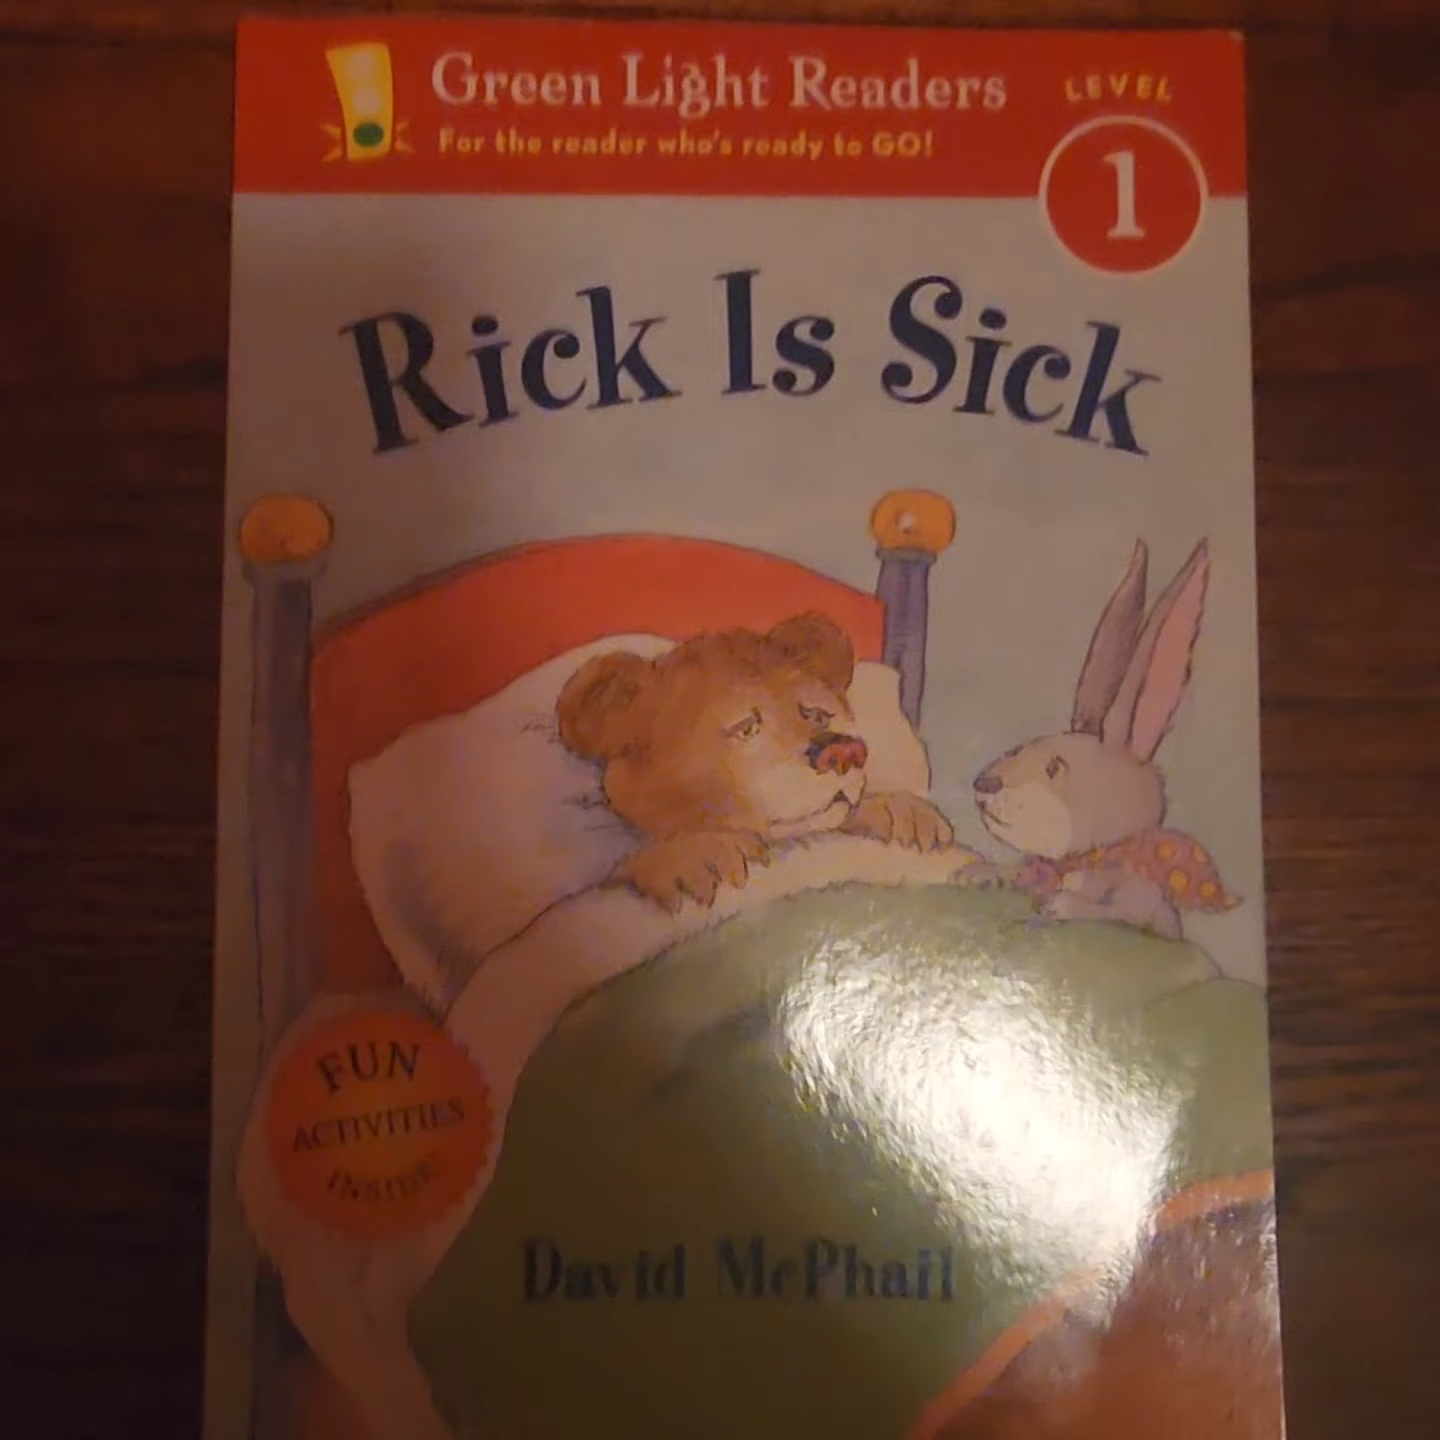 Green Light Readers
For the reader who's ready to GO!
LEVEL
1
Rick Is Sick
FUN
ACTIVITIES
INSIDE!
David McPhail